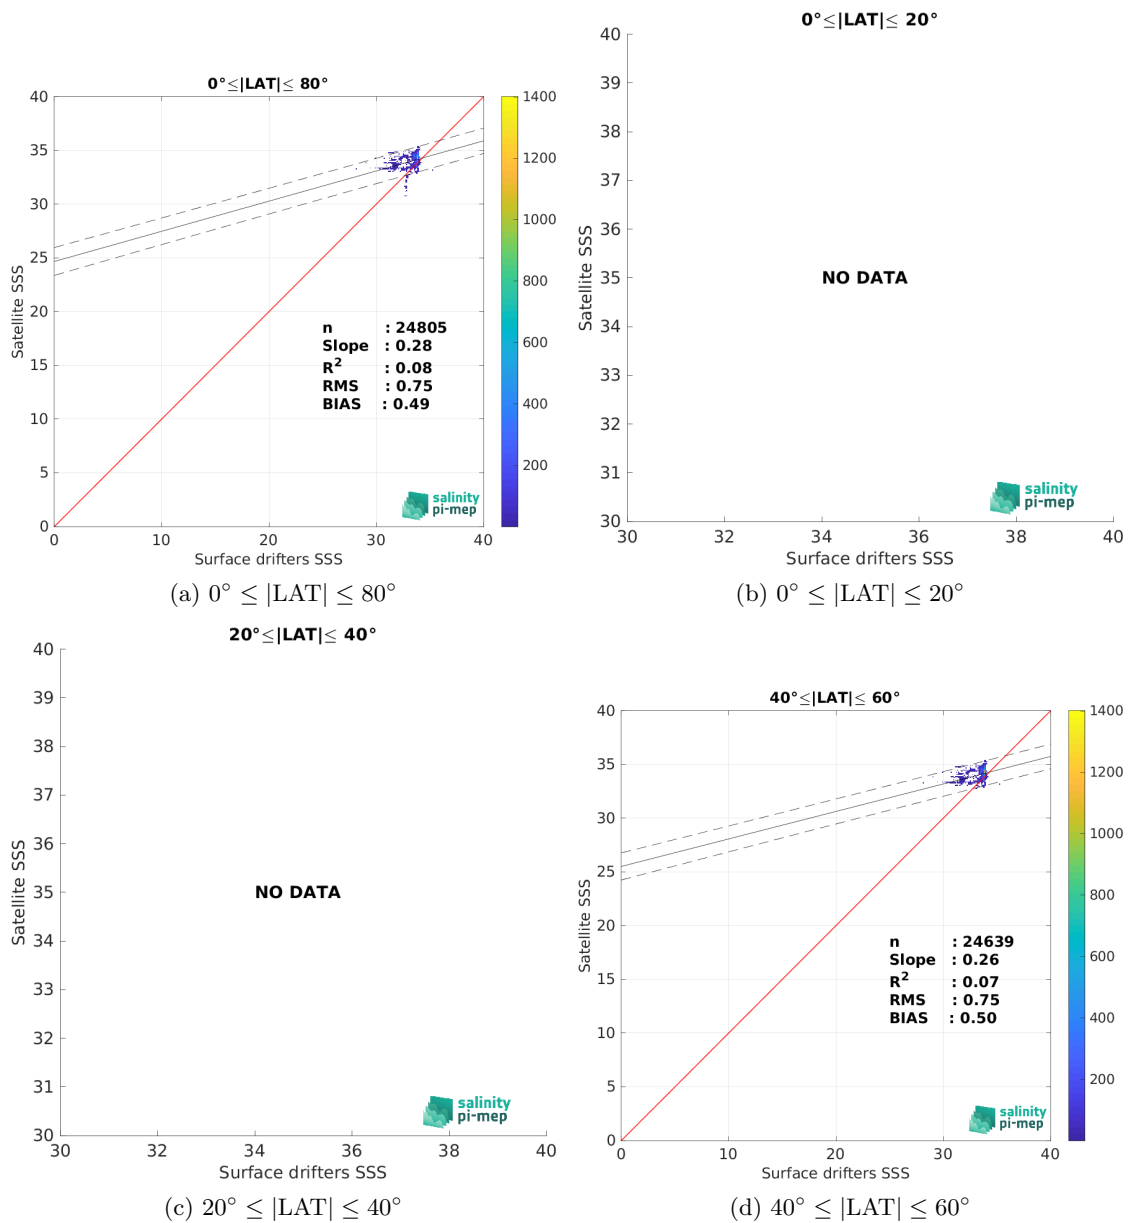 0°≤|LAT|≤ 80°
40
35
30
25
20
15
10
5
0
Satellite SSS
n : 24805
Slope : 0.28
R² : 0.08
RMS : 0.75
BIAS : 0.49
salinity
pi-mep
0 10 20 30 40
Surface drifters SSS
1400
1200
1000
800
600
400
200
(a) 0° ≤ |LAT| ≤ 80°
0°≤|LAT|≤ 20°
40
39
38
37
36
35
34
33
32
31
30
Satellite SSS
NO DATA
salinity
pi-mep
30 32 34 36 38 40
Surface drifters SSS
(b) 0° ≤ |LAT| ≤ 20°
20°≤|LAT|≤ 40°
40
39
38
37
36
35
34
33
32
31
30
Satellite SSS
NO DATA
salinity
pi-mep
30 32 34 36 38 40
Surface drifters SSS
(c) 20° ≤ |LAT| ≤ 40°
40°≤|LAT|≤ 60°
40
35
30
25
20
15
10
5
0
Satellite SSS
n : 24639
Slope : 0.26
R² : 0.07
RMS : 0.75
BIAS : 0.50
salinity
pi-mep
0 10 20 30 40
Surface drifters SSS
1400
1200
1000
800
600
400
200
(d) 40° ≤ |LAT| ≤ 60°